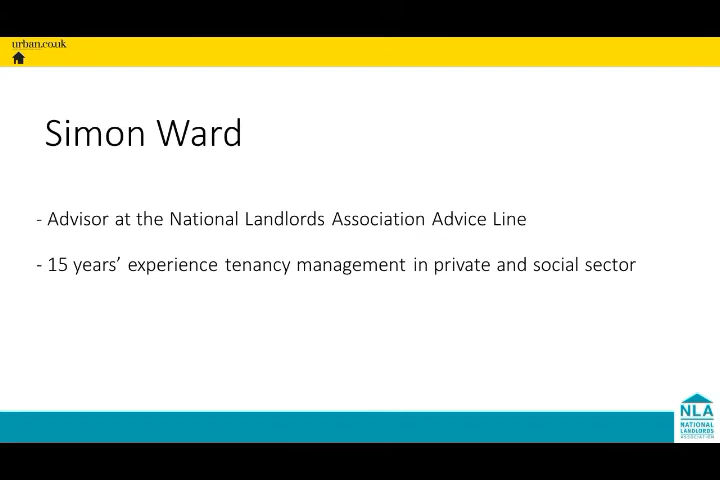 urban.co.uk
Simon Ward
- Advisor at the National Landlords Association Advice Line
- 15 years’ experience tenancy management in private and social sector
NLA
NATIONAL
LANDLORDS
ASSOCIATION